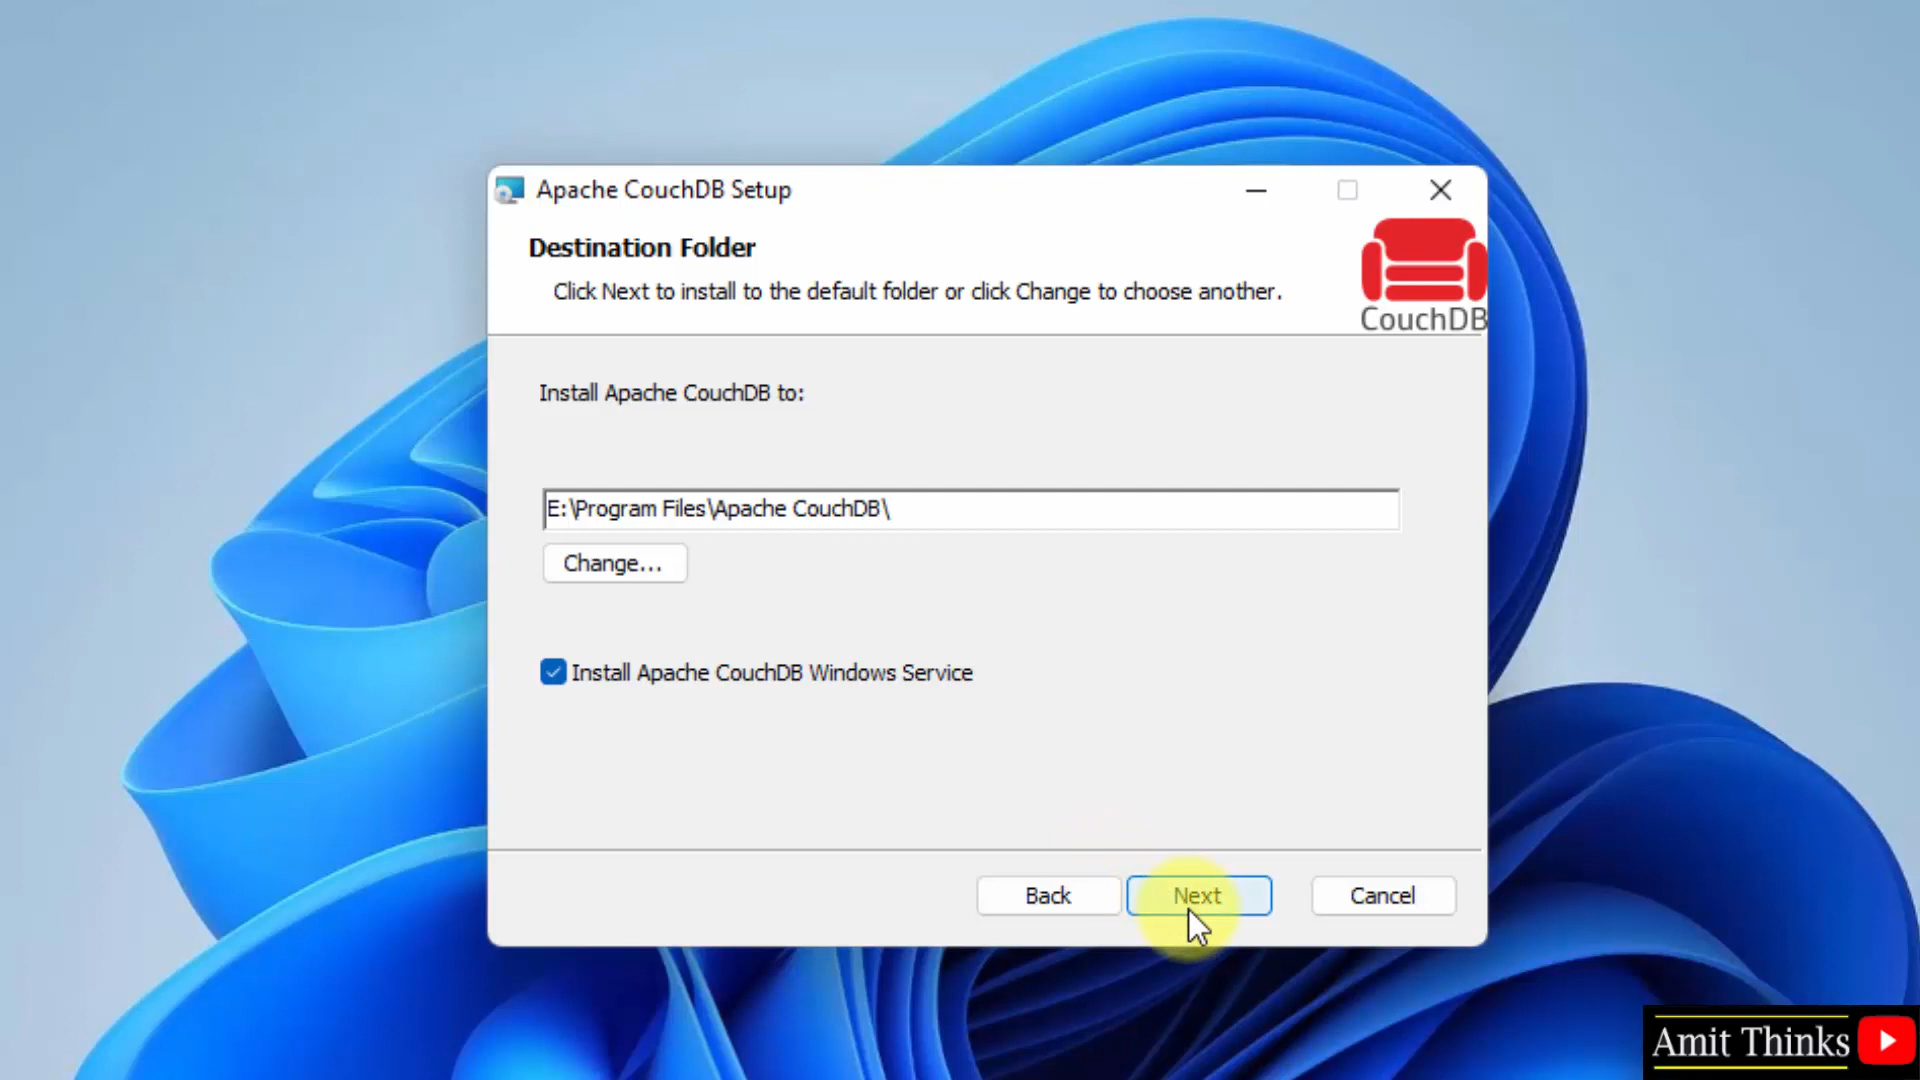 Apache CouchDB Setup
Destination Folder
Click Next to install to the default folder or click Change to choose another.
CouchDB
Install Apache CouchDB to:
E:\Program Files\Apache CouchDB\
Change...
Install Apache CouchDB Windows Service
Back Next Cancel
Amit Thinks